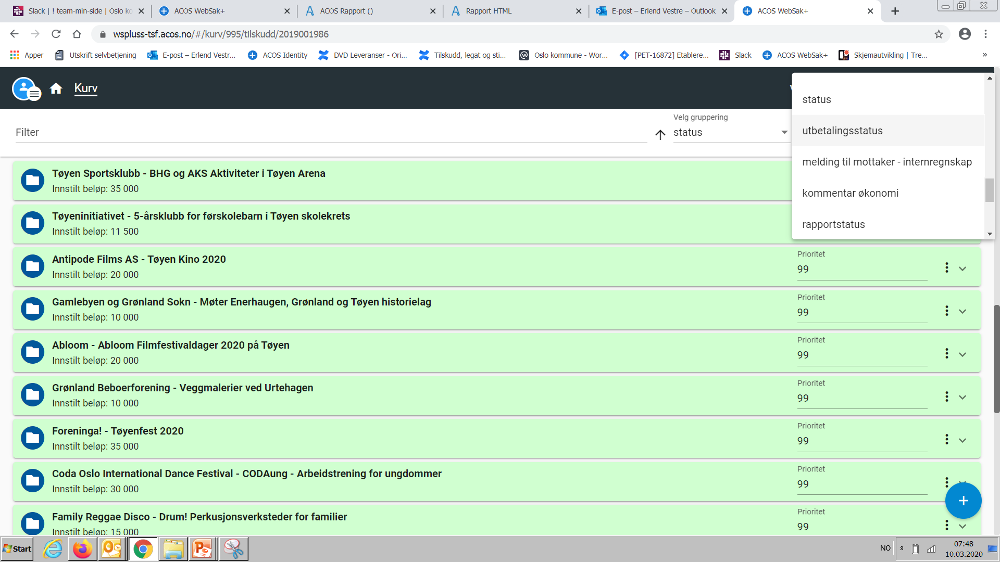 Slack | ! team-min-side | Oslo ko
ACOS WebSak+
ACOS Rapport ()
Rapport HTML
E-post – Erlend Vestre – Outlook
ACOS WebSak+
wspluss-tsf.acos.no/#/kurv/995/tilskudd/2019001986
Apper
Utskrift selvbetjening
E-post – Erlend Vestr...
ACOS Identity
DVD Leveranser - Ori...
Tilskudd, legat og sti...
Oslo kommune - Wor...
[PET-16872] Etablere...
Slack
ACOS WebSak+
Skjemautvikling | Tre...
»
Kurv
Filter
Velg gruppering
status
status
utbetalingsstatus
melding til mottaker - internregnskap
kommentar økonomi
rapportstatus
Tøyen Sportsklubb - BHG og AKS Aktiviteter i Tøyen Arena
Innstilt beløp: 35 000
Tøyeninitiativet - 5-årsklubb for førskolebarn i Tøyen skolekrets
Innstilt beløp: 11 500
Antipode Films AS - Tøyen Kino 2020
Innstilt beløp: 20 000
Prioritet
99
Gamlebyen og Grønland Sokn - Møter Enerhaugen, Grønland og Tøyen historielag
Innstilt beløp: 10 000
Prioritet
99
Abloom - Abloom Filmfestivaldager 2020 på Tøyen
Innstilt beløp: 20 000
Prioritet
99
Grønland Beboerforening - Veggmalerier ved Urtehagen
Innstilt beløp: 10 000
Prioritet
99
Foreninga! - Tøyenfest 2020
Innstilt beløp: 35 000
Prioritet
99
Coda Oslo International Dance Festival - CODAung - Arbeidstrening for ungdommer
Innstilt beløp: 30 000
Prioritet
99
Family Reggae Disco - Drum! Perkusjonsverksteder for familier
Innstilt beløp: 15 000
Prioritet
99
Start
NO
07:48
10.03.2020